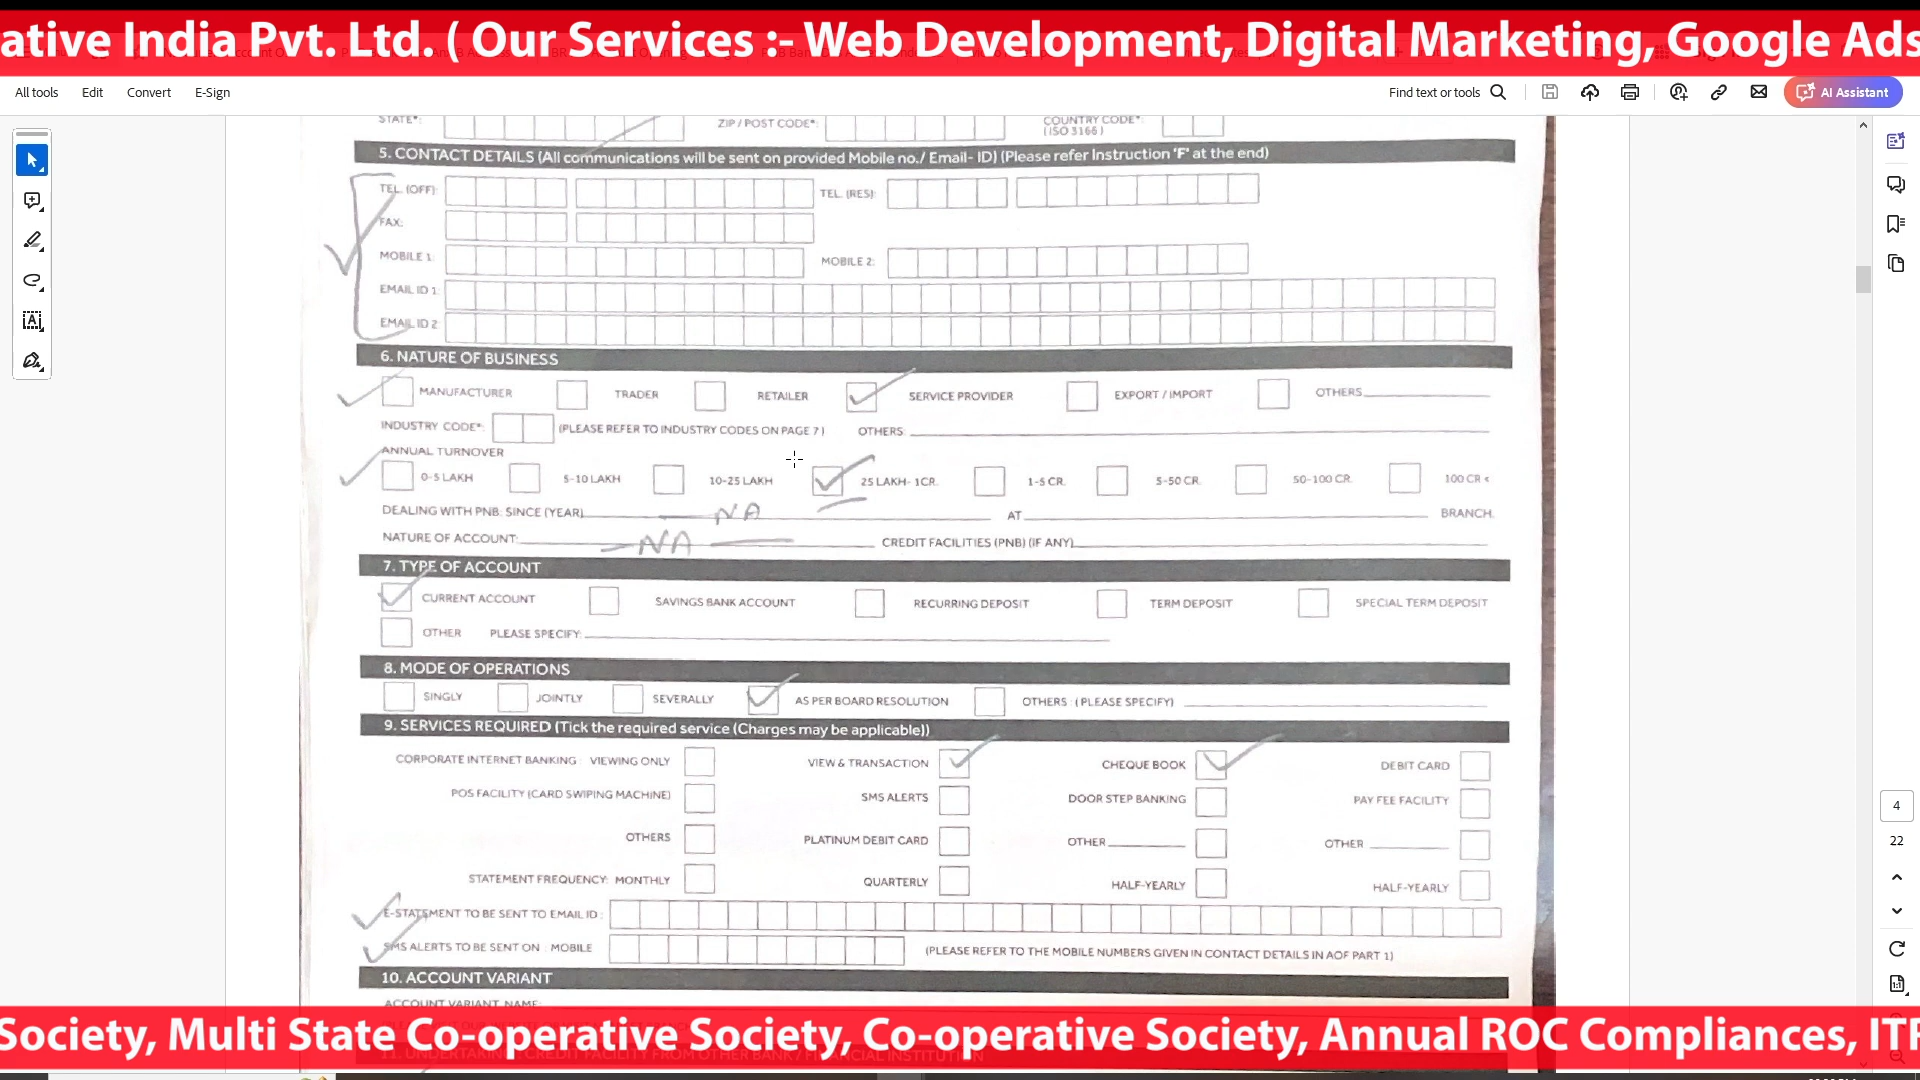 ative India Pvt. Ltd. ( Our Services :- Web Development, Digital Marketing, Google Ads
All tools Edit Convert E-Sign Find text or tools AI Assistant
STATE*: ZIP / POST CODE*: COUNTRY CODE*: (ISO 3166)
5. CONTACT DETAILS (All communications will be sent on provided Mobile no./ Email- ID) (Please refer Instruction 'F' at the end)
TEL. (OFF): TEL. (RES):
FAX:
MOBILE 1: MOBILE 2:
EMAIL ID 1:
EMAIL ID 2
6. NATURE OF BUSINESS
MANUFACTURER TRADER RETAILER SERVICE PROVIDER EXPORT / IMPORT OTHERS
INDUSTRY CODE*: (PLEASE REFER TO INDUSTRY CODES ON PAGE 7) OTHERS:
ANNUAL TURNOVER
0-5 LAKH 5-10 LAKH 10-25 LAKH 25 LAKH- 1CR. 1-5 CR. 5-50 CR. 50-100 CR. 100 CR <
DEALING WITH PNB: SINCE (YEAR) NA AT BRANCH.
NATURE OF ACCOUNT: NA CREDIT FACILITIES (PNB) (IF ANY)
7. TYPE OF ACCOUNT
CURRENT ACCOUNT SAVINGS BANK ACCOUNT RECURRING DEPOSIT TERM DEPOSIT SPECIAL TERM DEPOSIT
OTHER PLEASE SPECIFY:
8. MODE OF OPERATIONS
SINGLY JOINTLY SEVERALLY AS PER BOARD RESOLUTION OTHERS : ( PLEASE SPECIFY)
9. SERVICES REQUIRED (Tick the required service (Charges may be applicable))
CORPORATE INTERNET BANKING : VIEWING ONLY VIEW & TRANSACTION CHEQUE BOOK DEBIT CARD
POS FACILITY (CARD SWIPING MACHINE) SMS ALERTS DOOR STEP BANKING PAY FEE FACILITY
OTHERS PLATINUM DEBIT CARD OTHER OTHER
STATEMENT FREQUENCY: MONTHLY QUARTERLY HALF-YEARLY HALF-YEARLY
E-STATEMENT TO BE SENT TO EMAIL ID :
SMS ALERTS TO BE SENT ON : MOBILE (PLEASE REFER TO THE MOBILE NUMBERS GIVEN IN CONTACT DETAILS IN AOF PART 1)
10. ACCOUNT VARIANT
ACCOUNT VARIANT NAME:
4
22
Society, Multi State Co-operative Society, Co-operative Society, Annual ROC Compliances, ITR
11. UNDERTAKING: CREDIT FACILITY FROM OTHER BANK / FINANCIAL INSTITUTION